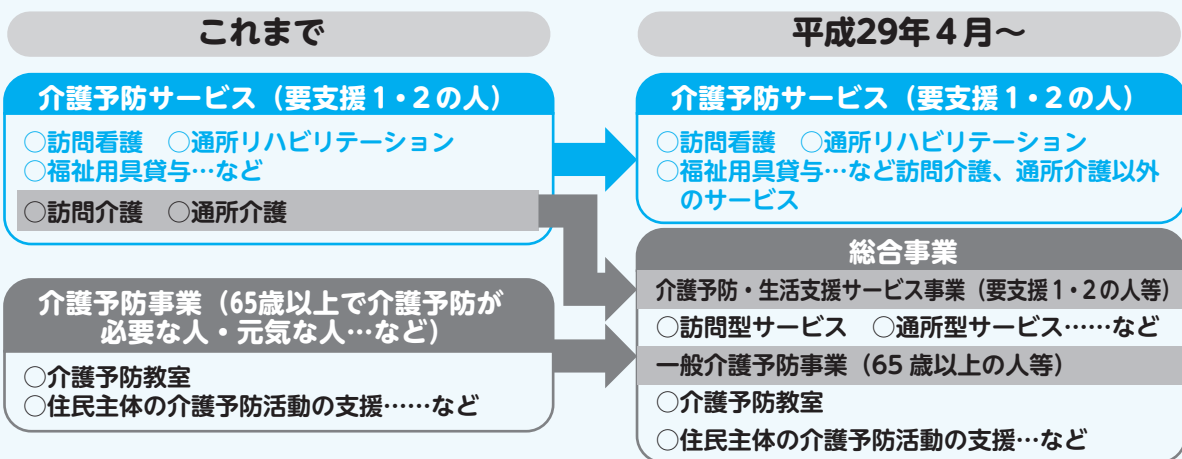 これまで
介護予防サービス（要支援1・2の人）
○訪問看護　○通所リハビリテーション
○福祉用具貸与…など
○訪問介護　○通所介護
介護予防事業（65歳以上で介護予防が
必要な人・元気な人…など）
○介護予防教室
○住民主体の介護予防活動の支援……など
平成29年４月～
介護予防サービス（要支援1・2の人）
○訪問看護　○通所リハビリテーション
○福祉用具貸与…など訪問介護、通所介護以外
のサービス
総合事業
介護予防・生活支援サービス事業（要支援1・2の人等）
○訪問型サービス　○通所型サービス……など
一般介護予防事業（65 歳以上の人等）
○介護予防教室
○住民主体の介護予防活動の支援…など